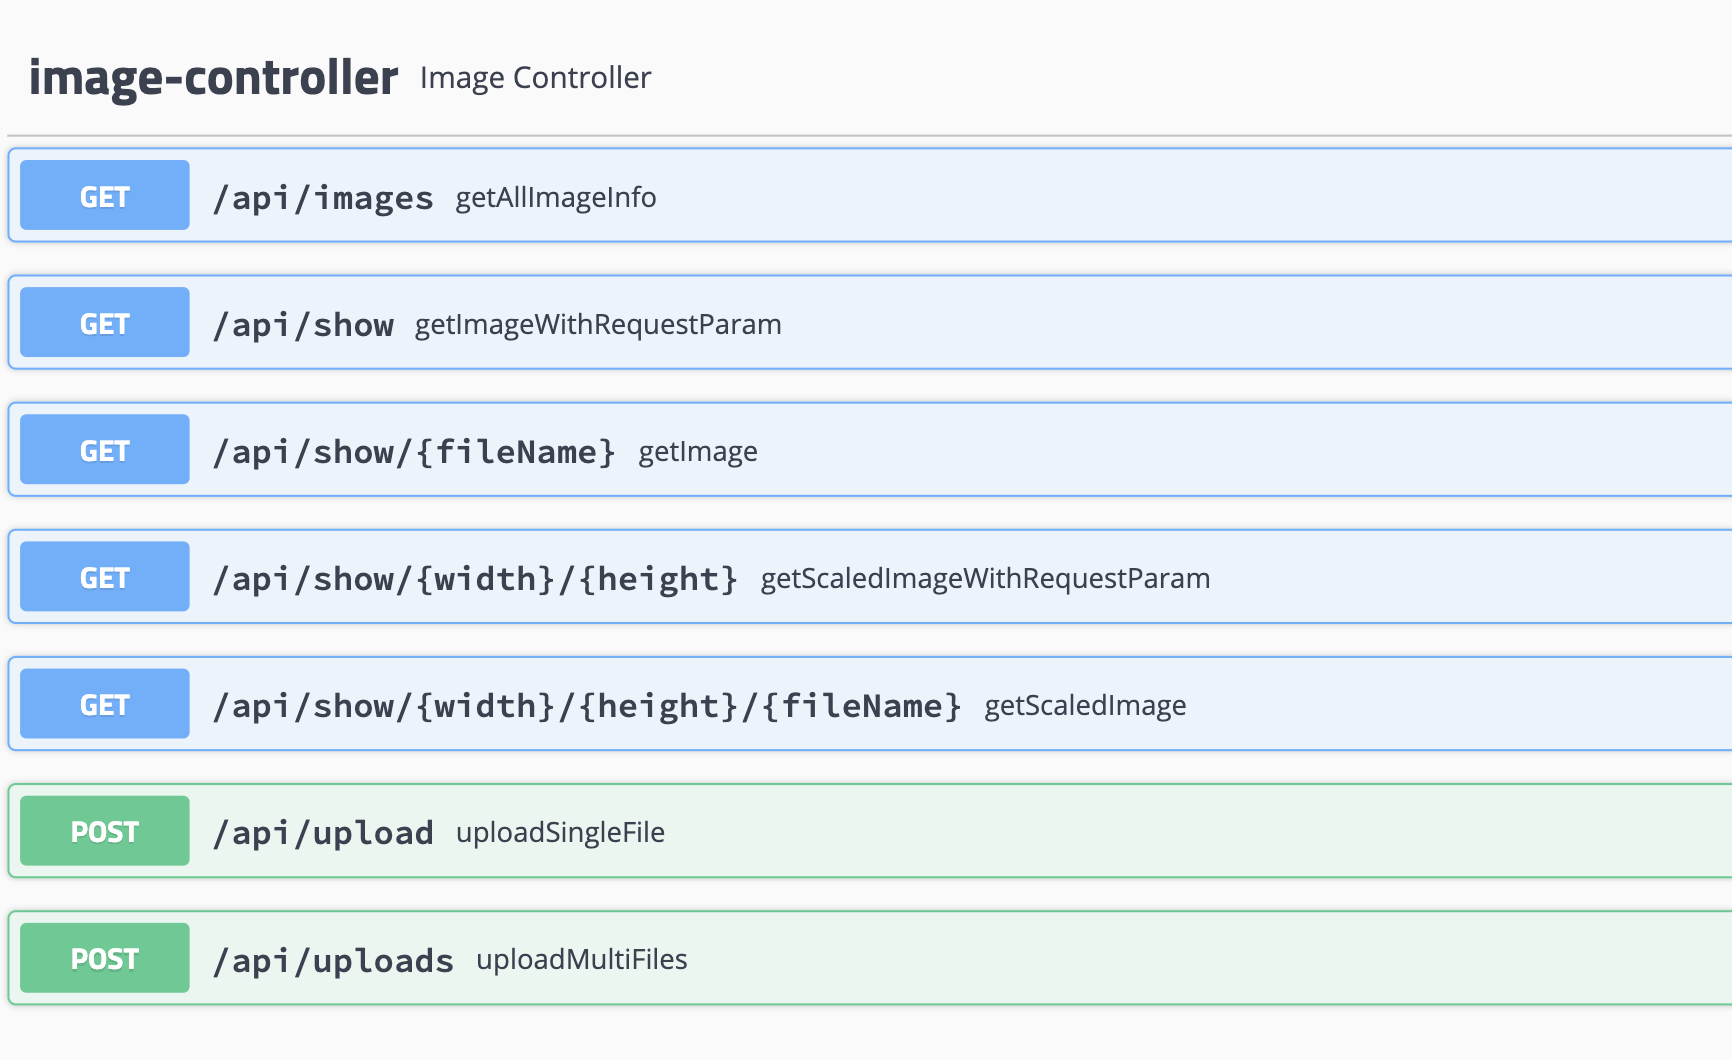 image-controller Image Controller
GET /api/images getAllImageInfo
GET /api/show getImageWithRequestParam
GET /api/show/{fileName} getImage
GET /api/show/{width}/{height} getScaledImageWithRequestParam
GET /api/show/{width}/{height}/{fileName} getScaledImage
POST /api/upload uploadSingleFile
POST /api/uploads uploadMultiFiles